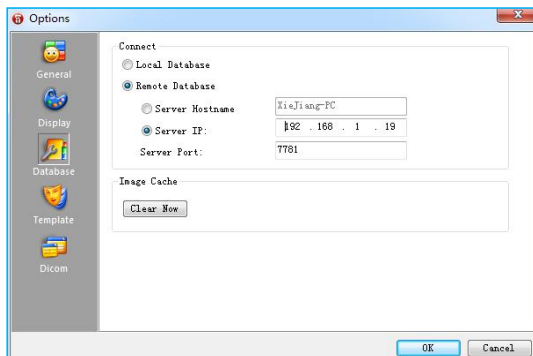 Options
General
Display
Database
Template
Dicom
Connect
Local Database
Remote Database
Server Hostname
XieJiang-PC
Server IP:
192 . 168 . 1 . 19
Server Port:
7781
Image Cache
Clear Now
OK
Cancel